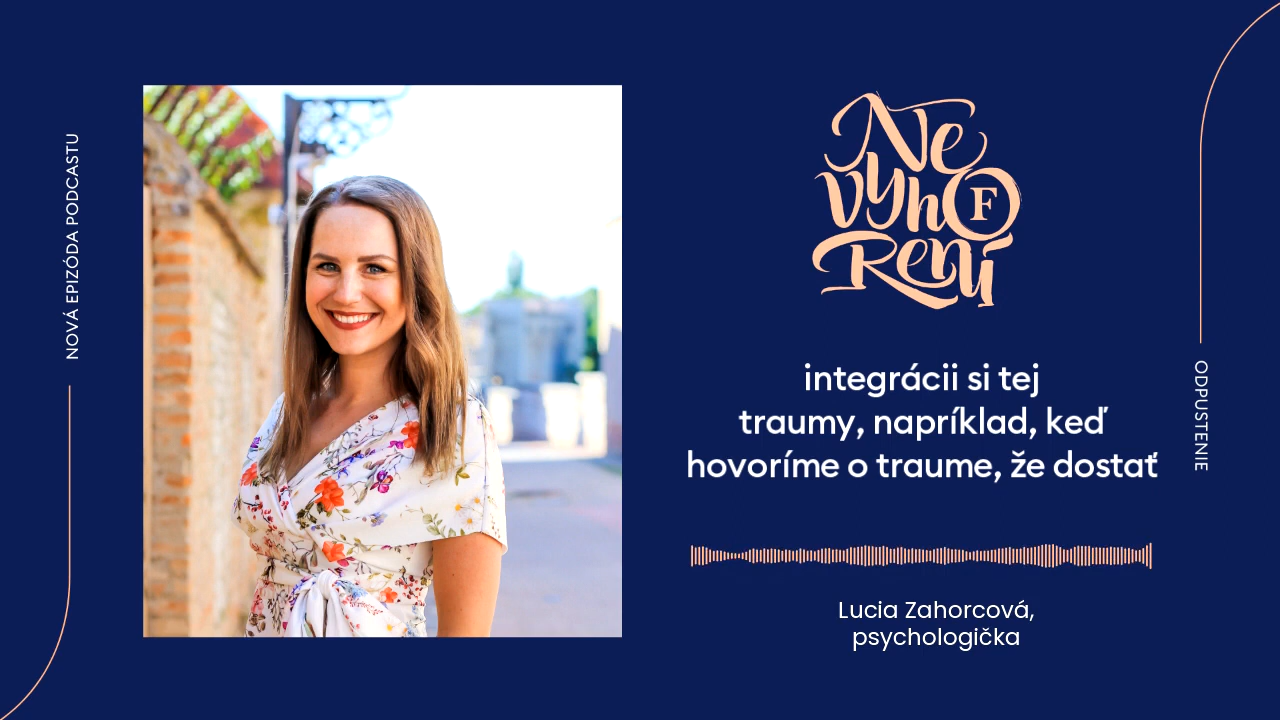 NOVÁ EPIZÓDA PODCASTU
Ne
vyhO
F
Rení
integrácii si tej
traumy, napríklad, keď
hovoríme o traume, že dostať
Lucia Zahorcová,
psychologička
ODPUSTENIE